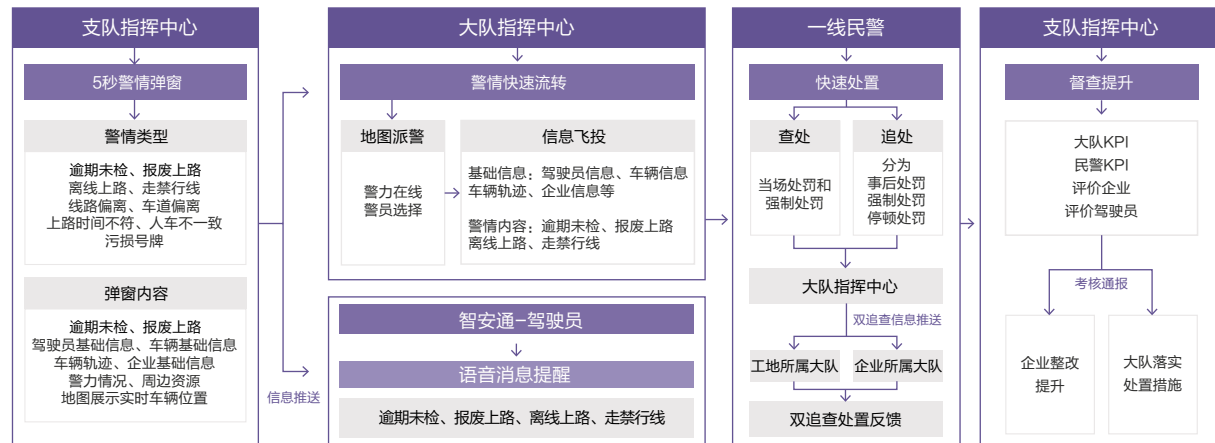 支队指挥中心
5秒警情弹窗
警情类型
逾期未检、报废上路
离线上路、走禁行线
线路偏离、车道偏离
上路时间不符、人车不一致
污损号牌
弹窗内容
逾期未检、报废上路
驾驶员基础信息、车辆基础信息
车辆轨迹、企业基础信息
警力情况、周边资源
地图展示实时车辆位置
信息推送
大队指挥中心
警情快速流转
地图派警
警力在线
警员选择
信息飞投
基础信息：驾驶员信息、车辆信息
车辆轨迹、企业信息等
警情内容：逾期未检、报废上路
离线上路、走禁行线
智安通–驾驶员
语音消息提醒
逾期未检、报废上路、离线上路、走禁行线
一线民警
快速处置
查处
当场处罚和
强制处罚
追处
分为
事后处罚
强制处罚
停顿处罚
大队指挥中心
双追查信息推送
工地所属大队
企业所属大队
双追查处置反馈
支队指挥中心
督查提升
大队KPI
民警KPI
评价企业
评价驾驶员
考核通报
企业整改
提升
大队落实
处置措施